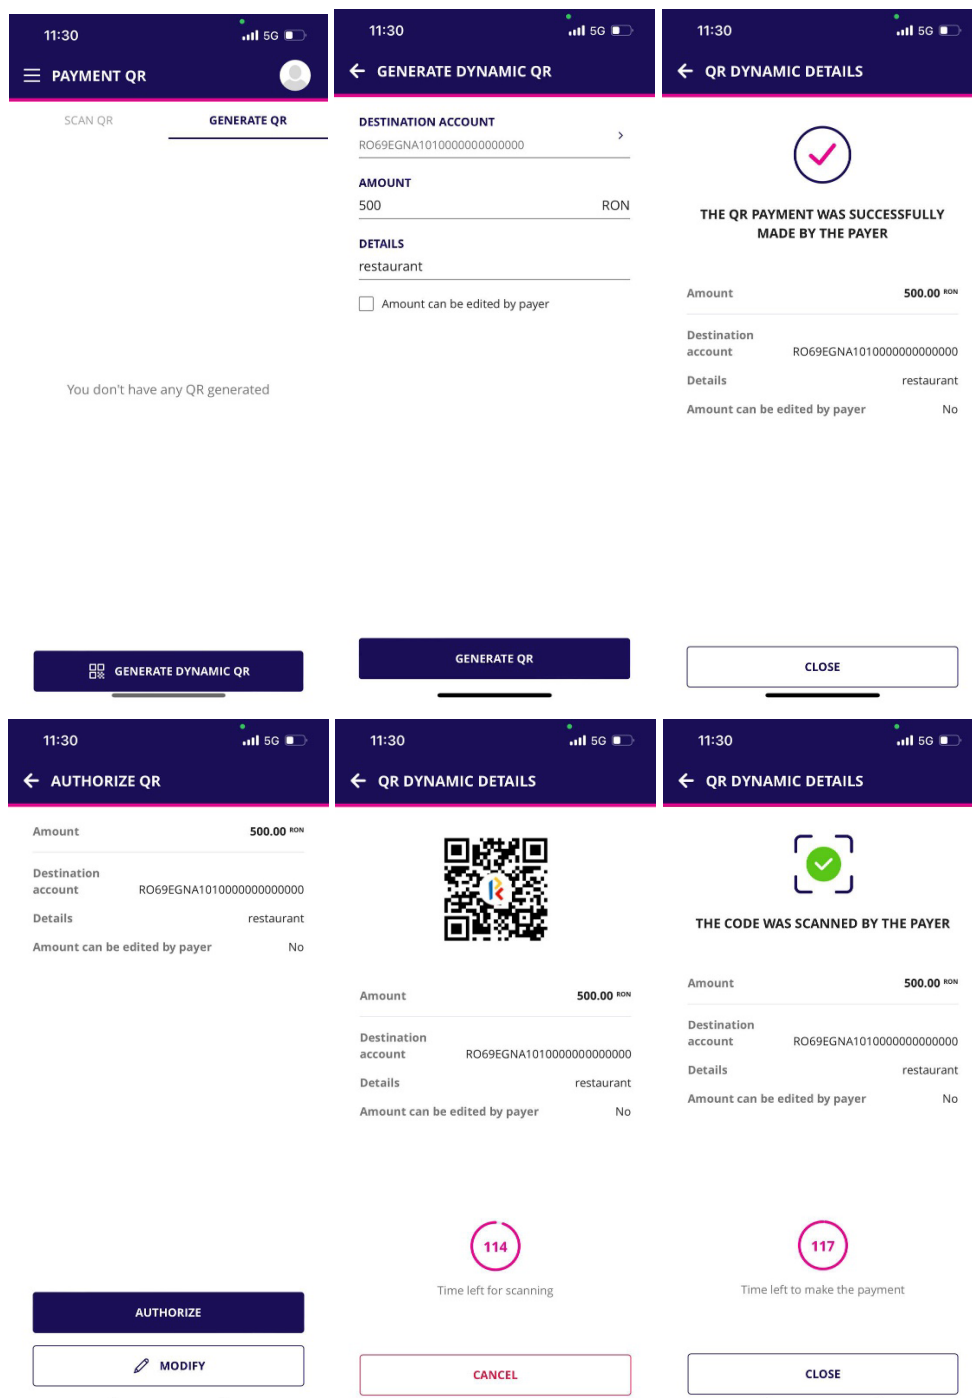 11:30
5G
PAYMENT QR
SCAN QR
GENERATE QR
You don't have any QR generated
GENERATE DYNAMIC QR
11:30
5G
GENERATE DYNAMIC QR
DESTINATION ACCOUNT
RO69EGNA1010000000000000
AMOUNT
500 RON
DETAILS
restaurant
Amount can be edited by payer
GENERATE QR
11:30
5G
QR DYNAMIC DETAILS
THE QR PAYMENT WAS SUCCESSFULLY
MADE BY THE PAYER
Amount 500.00 RON
Destination
account RO69EGNA1010000000000000
Details restaurant
Amount can be edited by payer No
CLOSE
11:30
5G
AUTHORIZE QR
Amount 500.00 RON
Destination
account RO69EGNA1010000000000000
Details restaurant
Amount can be edited by payer No
AUTHORIZE
MODIFY
11:30
5G
QR DYNAMIC DETAILS
Amount 500.00 RON
Destination
account RO69EGNA1010000000000000
Details restaurant
Amount can be edited by payer No
114
Time left for scanning
CANCEL
11:30
5G
QR DYNAMIC DETAILS
THE CODE WAS SCANNED BY THE PAYER
Amount 500.00 RON
Destination
account RO69EGNA1010000000000000
Details restaurant
Amount can be edited by payer No
117
Time left to make the payment
CLOSE